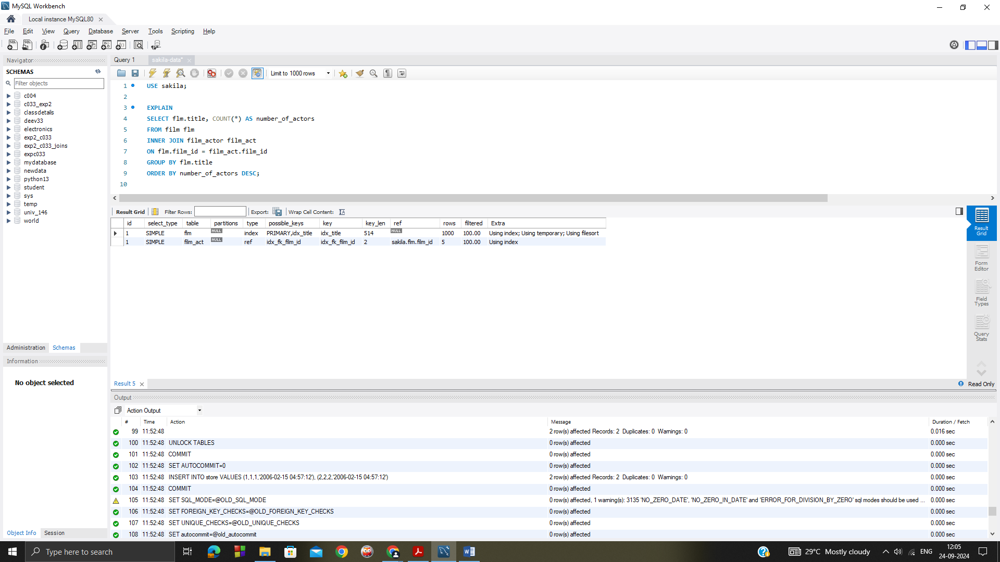 MySQL Workbench
Local instance MySQL80
File Edit View Query Database Server Tools Scripting Help
Navigator
SCHEMAS
Filter objects
c004
c033_exp2
classdetails
deev33
electronics
exp2_c033
exp2_c033_joins
expc033
mydatabase
newdata
python13
student
sys
temp
univ_146
world
Administration Schemas
Information
No object selected
Object Info Session
Query 1 sakila-data*
Limit to 1000 rows
1 USE sakila;
2
3 EXPLAIN
4 SELECT flm.title, COUNT(*) AS number_of_actors
5 FROM film flm
6 INNER JOIN film_actor film_act
7 ON flm.film_id = film_act.film_id
8 GROUP BY flm.title
9 ORDER BY number_of_actors DESC;
10
Result Grid Filter Rows: Export: Wrap Cell Content:
id select_type table partitions type possible_keys key key_len ref rows filtered Extra
1 SIMPLE flm NULL index PRIMARY,idx_title idx_title 514 NULL 1000 100.00 Using index; Using temporary; Using filesort
1 SIMPLE film_act NULL ref idx_fk_film_id idx_fk_film_id 2 sakila.flm.film_id 5 100.00 Using index
Result Grid
Form Editor
Field Types
Query Stats
Result 5
Read Only
Output
Action Output
# Time Action Message Duration / Fetch
99 11:52:48 2 row(s) affected Records: 2 Duplicates: 0 Warnings: 0 0.016 sec
100 11:52:48 UNLOCK TABLES 0 row(s) affected 0.000 sec
101 11:52:48 COMMIT 0 row(s) affected 0.000 sec
102 11:52:48 SET AUTOCOMMIT=0 0 row(s) affected 0.000 sec
103 11:52:48 INSERT INTO store VALUES (1,1,1,'2006-02-15 04:57:12'), (2,2,2,'2006-02-15 04:57:12') 2 row(s) affected Records: 2 Duplicates: 0 Warnings: 0 0.000 sec
104 11:52:48 COMMIT 0 row(s) affected 0.000 sec
105 11:52:48 SET SQL_MODE=@OLD_SQL_MODE 0 row(s) affected, 1 warning(s): 3135 'NO_ZERO_DATE', 'NO_ZERO_IN_DATE' and 'ERROR_FOR_DIVISION_BY_ZERO' sql modes should be used ... 0.000 sec
106 11:52:48 SET FOREIGN_KEY_CHECKS=@OLD_FOREIGN_KEY_CHECKS 0 row(s) affected 0.000 sec
107 11:52:48 SET UNIQUE_CHECKS=@OLD_UNIQUE_CHECKS 0 row(s) affected 0.000 sec
108 11:52:48 SET autocommit=@old_autocommit 0 row(s) affected 0.000 sec
Type here to search
29°C Mostly cloudy
ENG
12:05
24-09-2024